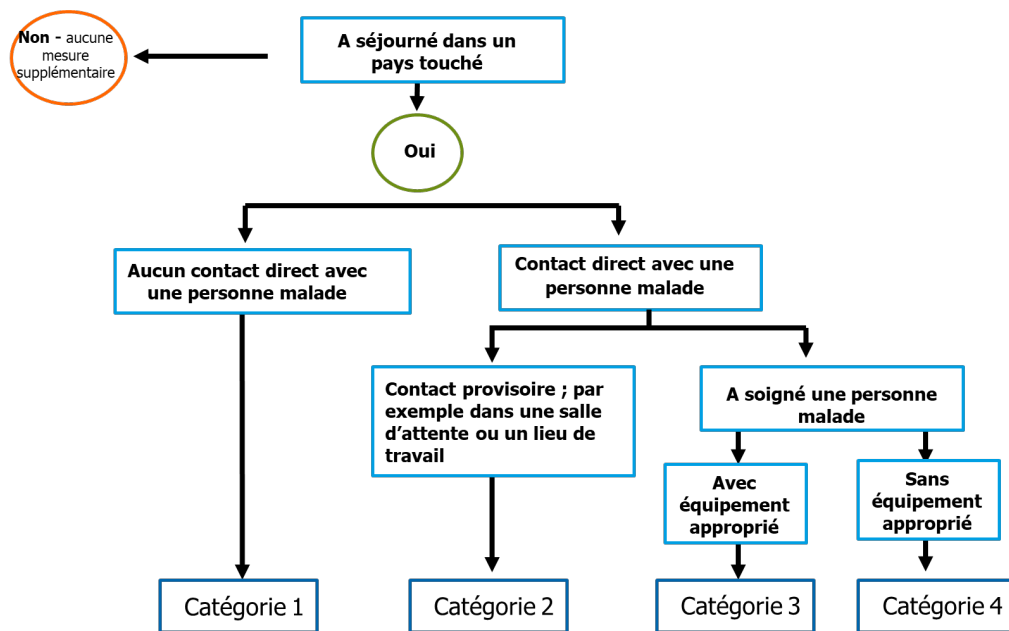 Non - aucune
mesure
supplémentaire
A séjourné dans un
pays touché
Oui
Aucun contact direct avec
une personne malade
Contact direct avec une
personne malade
Contact provisoire ; par
exemple dans une salle
d'attente ou un lieu de
travail
A soigné une personne
malade
Avec
équipement
approprié
Sans
équipement
approprié
Catégorie 1
Catégorie 2
Catégorie 3
Catégorie 4